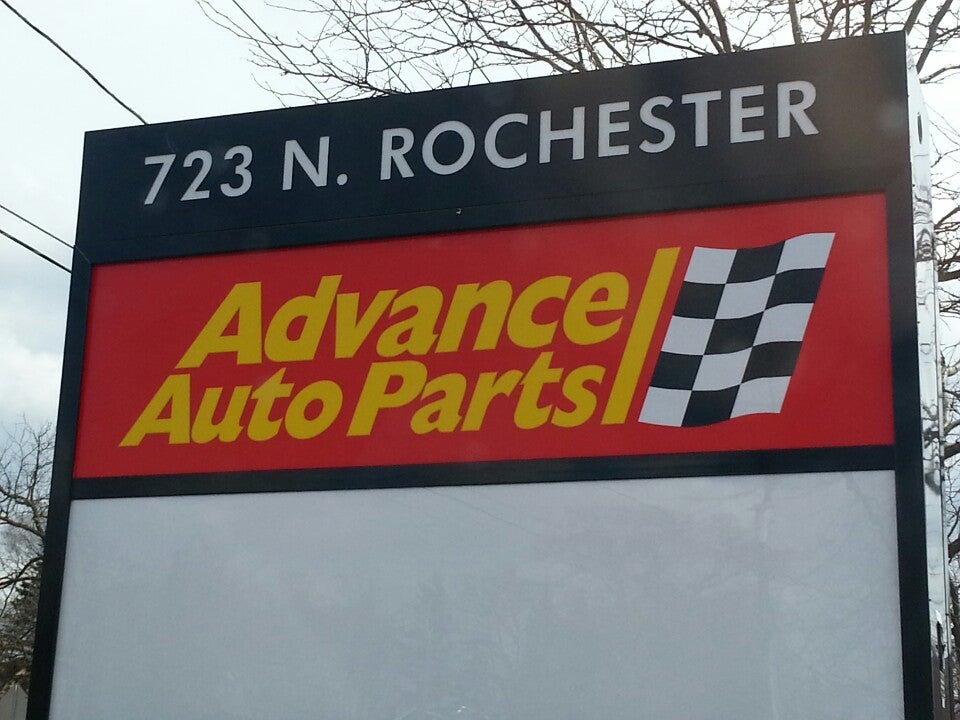 723 N. ROCHESTER
Advance
Auto Parts